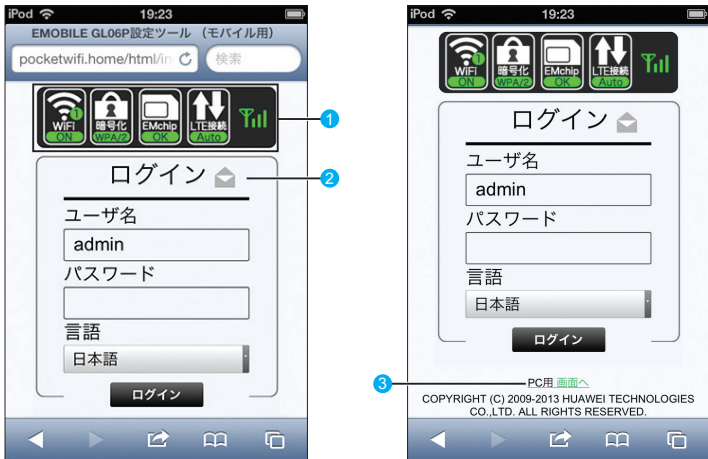 iPod 19:23
EMOBILE GL06P設定ツール (モバイル用)
pocketwifi.home/html/in 検索
WiFi 1 ON
暗号化 WPA/2
EMchip OK
LTE接続 Auto
1
ログイン
2
ユーザ名
admin
パスワード
言語
日本語
ログイン
iPod 19:23
WiFi 1 ON
暗号化 WPA/2
EMchip OK
LTE接続 Auto
ログイン
ユーザ名
admin
パスワード
言語
日本語
ログイン
3
PC用 画面へ
COPYRIGHT (C) 2009-2013 HUAWEI TECHNOLOGIES
CO.,LTD. ALL RIGHTS RESERVED.